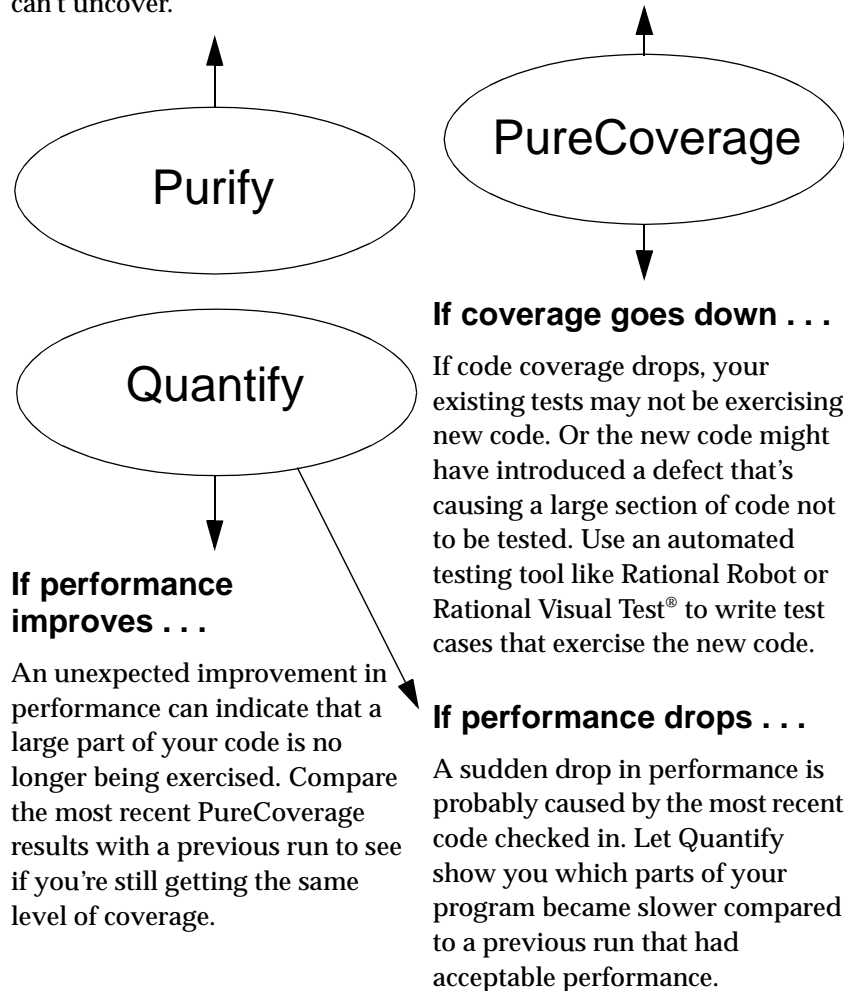 can't uncover.
Purify
PureCoverage
Quantify
If performance
improves . . .
An unexpected improvement in
performance can indicate that a
large part of your code is no
longer being exercised. Compare
the most recent PureCoverage
results with a previous run to see
if you're still getting the same
level of coverage.
If coverage goes down . . .
If code coverage drops, your
existing tests may not be exercising
new code. Or the new code might
have introduced a defect that's
causing a large section of code not
to be tested. Use an automated
testing tool like Rational Robot or
Rational Visual Test® to write test
cases that exercise the new code.
If performance drops . . .
A sudden drop in performance is
probably caused by the most recent
code checked in. Let Quantify
show you which parts of your
program became slower compared
to a previous run that had
acceptable performance.